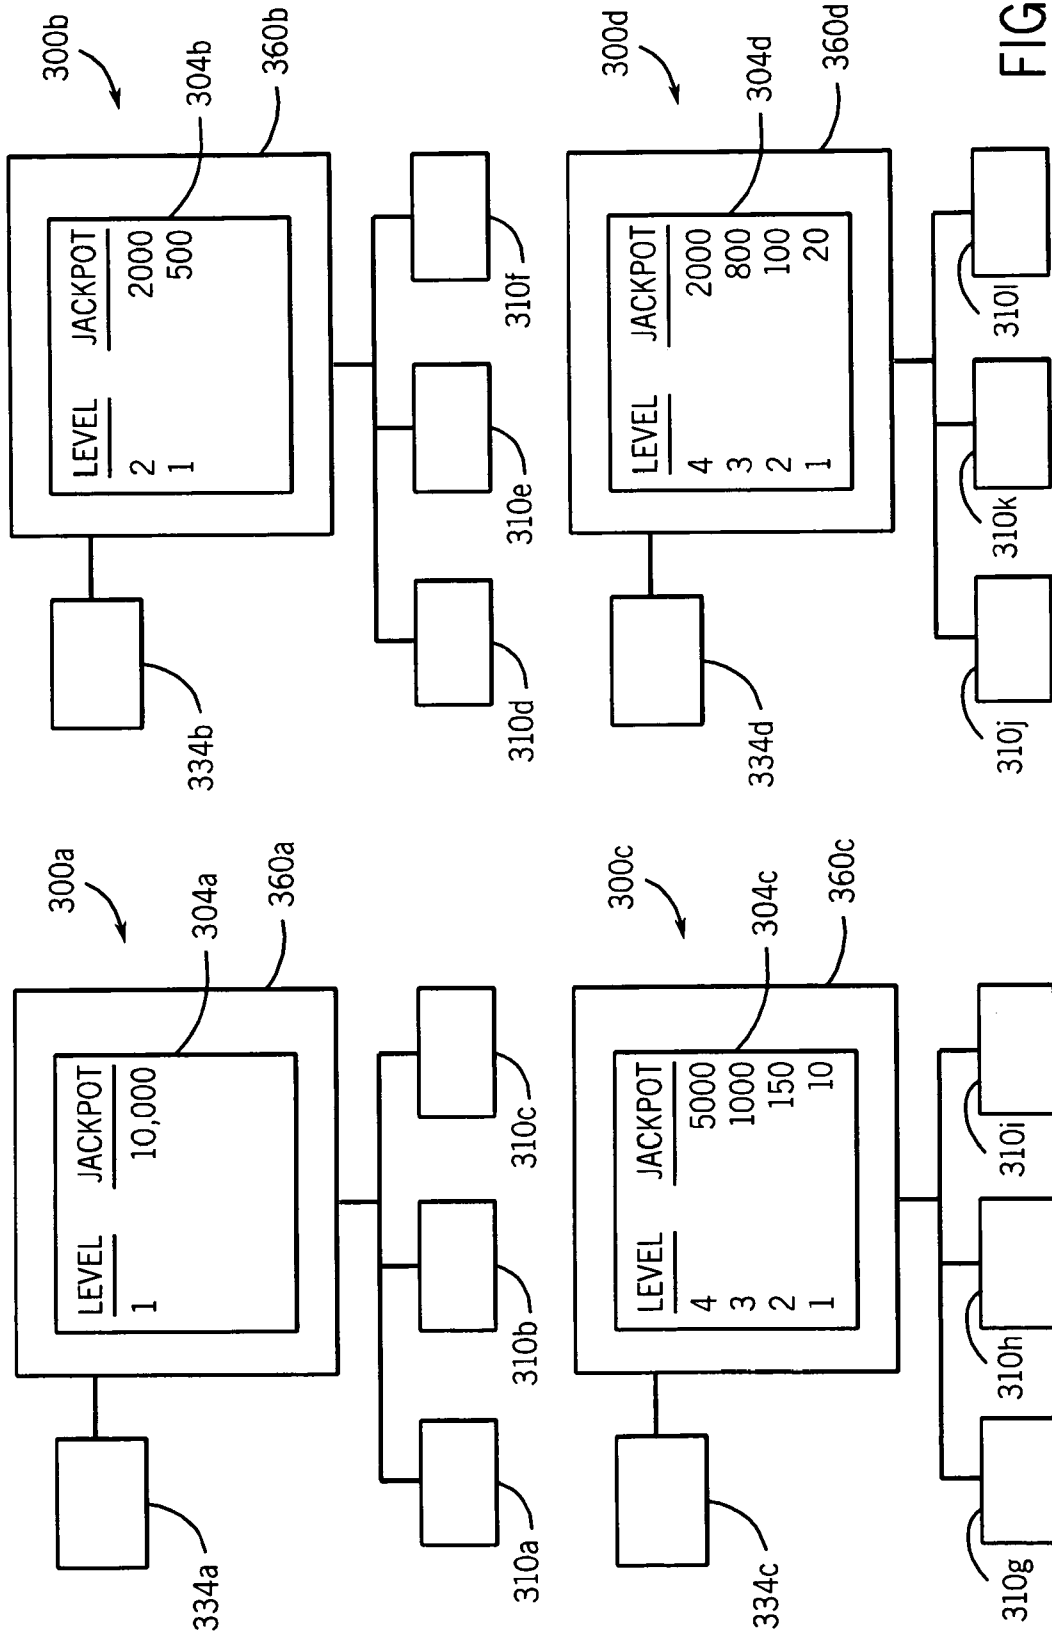 300a
304a
360a
LEVEL JACKPOT
1 10,000
334a
310a
310b
310c
300b
304b
360b
LEVEL JACKPOT
2 2000
1 500
334b
310d
310e
310f
300c
304c
360c
LEVEL JACKPOT
4 5000
3 1000
2 150
1 10
334c
310g
310h
310i
300d
304d
360d
LEVEL JACKPOT
4 2000
3 800
2 100
1 20
334d
310j
310k
310l
FIG